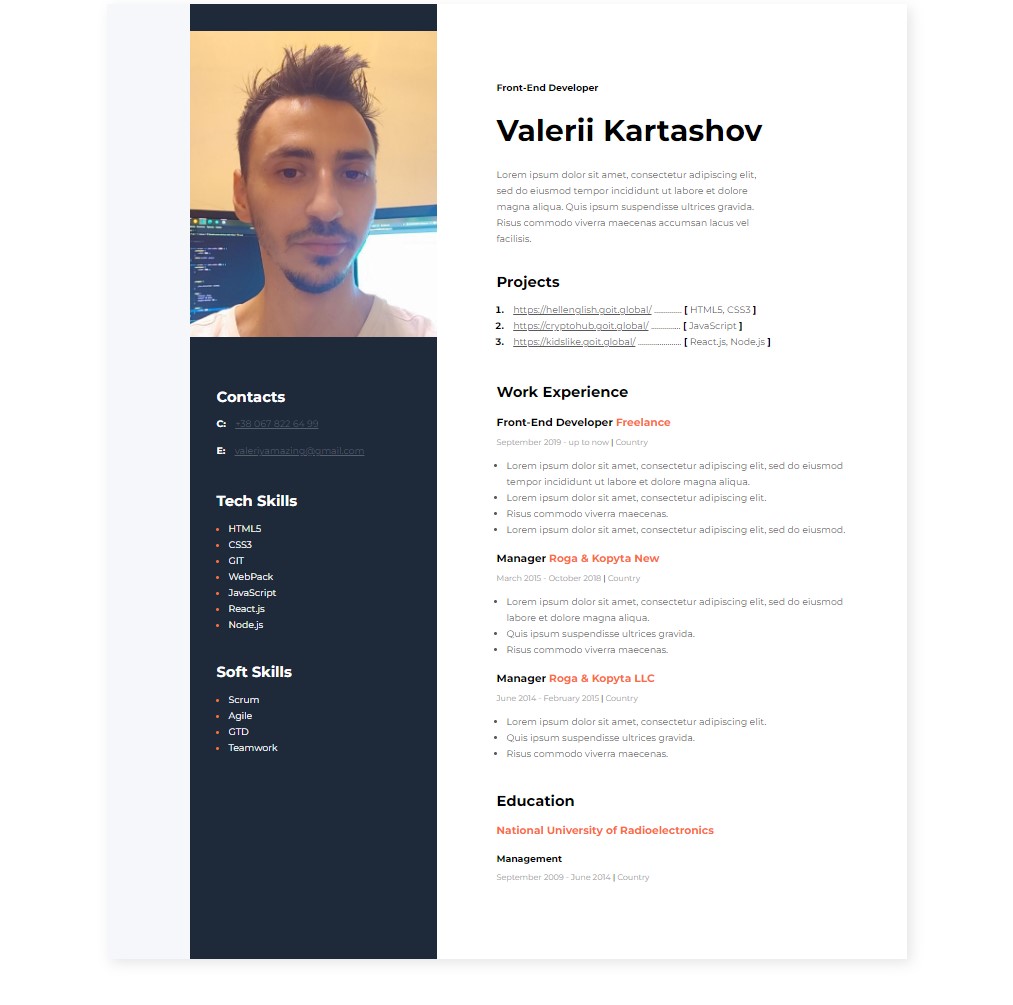 Contacts
C: +38 067 822 64 99
E: valeriyamazing@gmail.com
Tech Skills
HTML5
CSS3
GIT
WebPack
JavaScript
React.js
Node.js
Soft Skills
Scrum
Agile
GTD
Teamwork
Front-End Developer
Valerii Kartashov
Lorem ipsum dolor sit amet, consectetur adipiscing elit,
sed do eiusmod tempor incididunt ut labore et dolore
magna aliqua. Quis ipsum suspendisse ultrices gravida.
Risus commodo viverra maecenas accumsan lacus vel
facilisis.
Projects
1. https://hellenglish.goit.global/ .............. [ HTML5, CSS3 ]
2. https://cryptohub.goit.global/ .............. [ JavaScript ]
3. https://kidslike.goit.global/ ..................... [ React.js, Node.js ]
Work Experience
Front-End Developer Freelance
September 2019 - up to now | Country
Lorem ipsum dolor sit amet, consectetur adipiscing elit, sed do eiusmod
tempor incididunt ut labore et dolore magna aliqua.
Lorem ipsum dolor sit amet, consectetur adipiscing elit.
Risus commodo viverra maecenas.
Lorem ipsum dolor sit amet, consectetur adipiscing elit, sed do eiusmod.
Manager Roga & Kopyta New
March 2015 - October 2018 | Country
Lorem ipsum dolor sit amet, consectetur adipiscing elit, sed do eiusmod
labore et dolore magna aliqua.
Quis ipsum suspendisse ultrices gravida.
Risus commodo viverra maecenas.
Manager Roga & Kopyta LLC
June 2014 - February 2015 | Country
Lorem ipsum dolor sit amet, consectetur adipiscing elit.
Quis ipsum suspendisse ultrices gravida.
Risus commodo viverra maecenas.
Education
National University of Radioelectronics
Management
September 2009 - June 2014 | Country